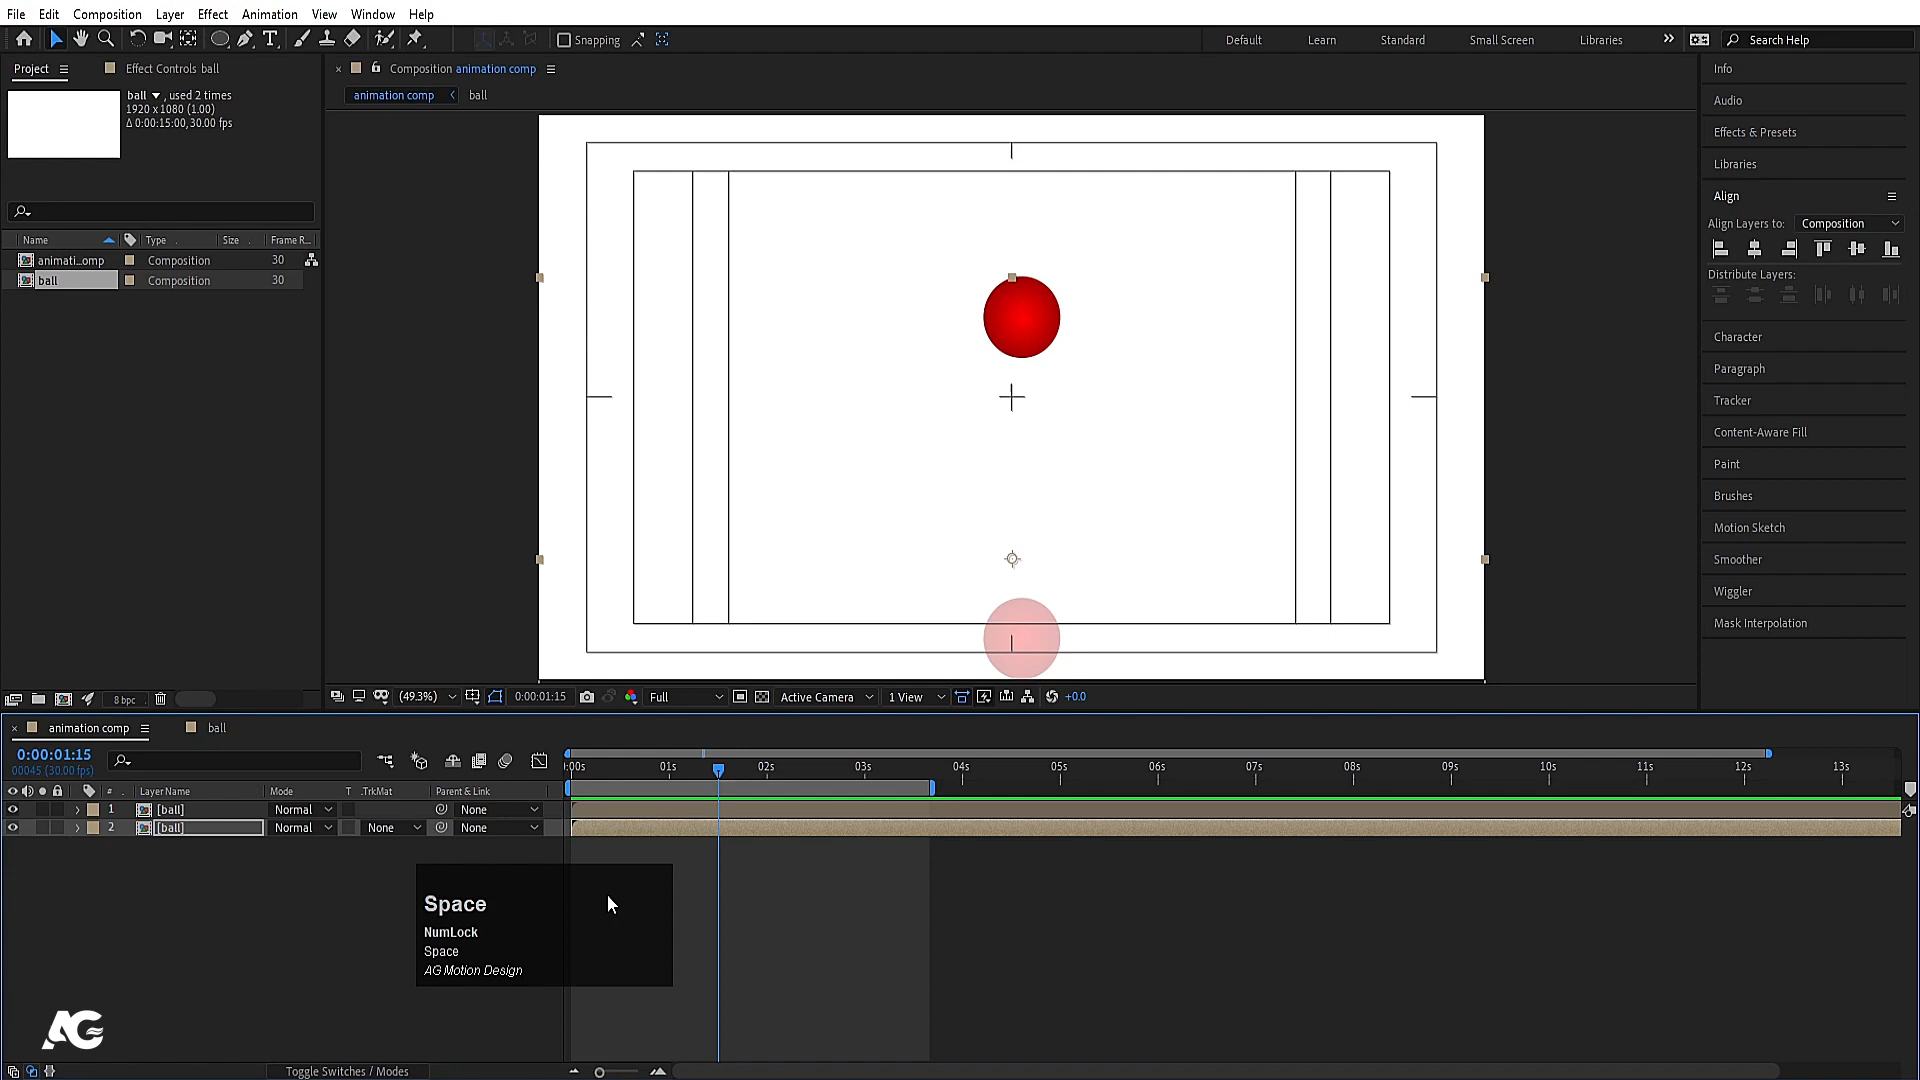 File Edit Composition Layer Effect Animation View Window Help
Snapping Default Learn Standard Small Screen Libraries Search Help
Project Effect Controls ball
ball , used 2 times
1920 x 1080 (1.00)
Δ 0:00:15:00, 30.00 fps
Name Type Size Frame R...
animati...omp Composition 30
ball Composition 30
8 bpc
Composition animation comp
animation comp ball
(49.3%) 0:00:01:15 Full Active Camera 1 View +0.0
Info
Audio
Effects & Presets
Libraries
Align
Align Layers to: Composition
Distribute Layers:
Character
Paragraph
Tracker
Content-Aware Fill
Paint
Brushes
Motion Sketch
Smoother
Wiggler
Mask Interpolation
animation comp ball
0:00:01:15
00045 (30.00 fps)
:00s 01s 02s 03s 04s 05s 06s 07s 08s 09s 10s 11s 12s 13s
# Layer Name Mode T .TrkMat Parent & Link
1 [ball] Normal None
2 [ball] Normal None None
Space
NumLock
Space
AG Motion Design
AG
Toggle Switches / Modes